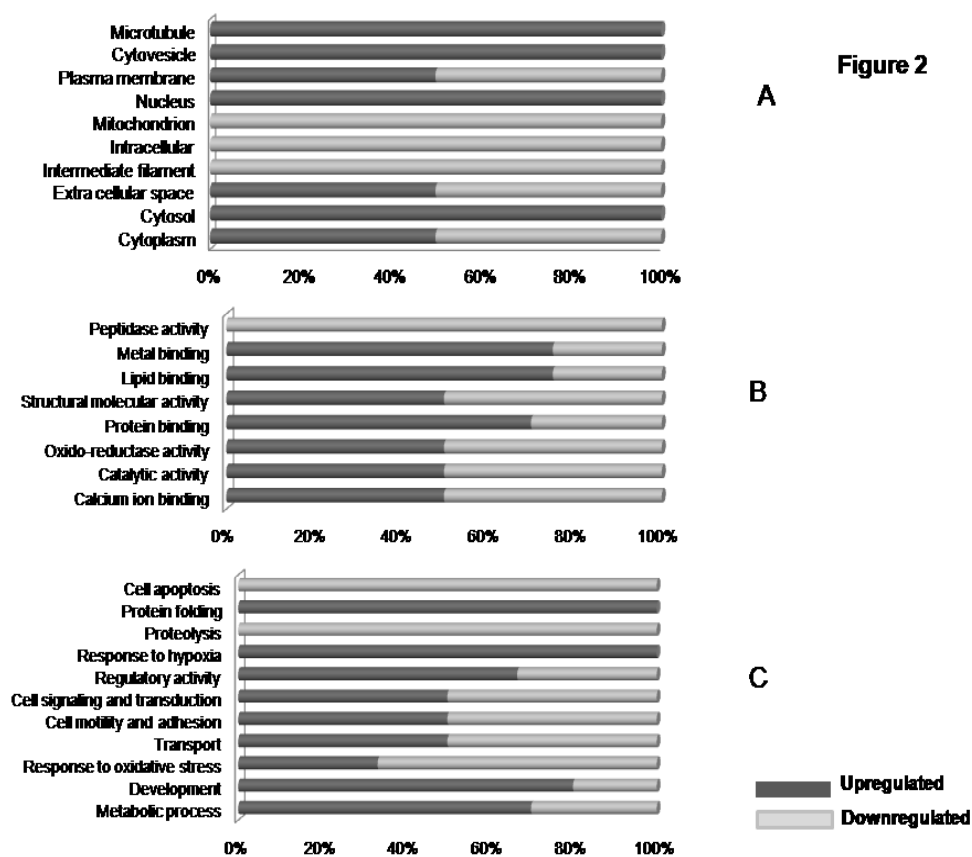 Figure 2
A
Microtubule
Cytovesicle
Plasma membrane
Nucleus
Mitochondrion
Intracellular
Intermediate filament
Extra cellular space
Cytosol
Cytoplasm
0% 20% 40% 60% 80% 100%
B
Peptidase activity
Metal binding
Lipid binding
Structural molecular activity
Protein binding
Oxido-reductase activity
Catalytic activity
Calcium ion binding
0% 20% 40% 60% 80% 100%
C
Cell apoptosis
Protein folding
Proteolysis
Response to hypoxia
Regulatory activity
Cell signaling and transduction
Cell motility and adhesion
Transport
Response to oxidative stress
Development
Metabolic process
0% 20% 40% 60% 80% 100%
Upregulated
Downregulated